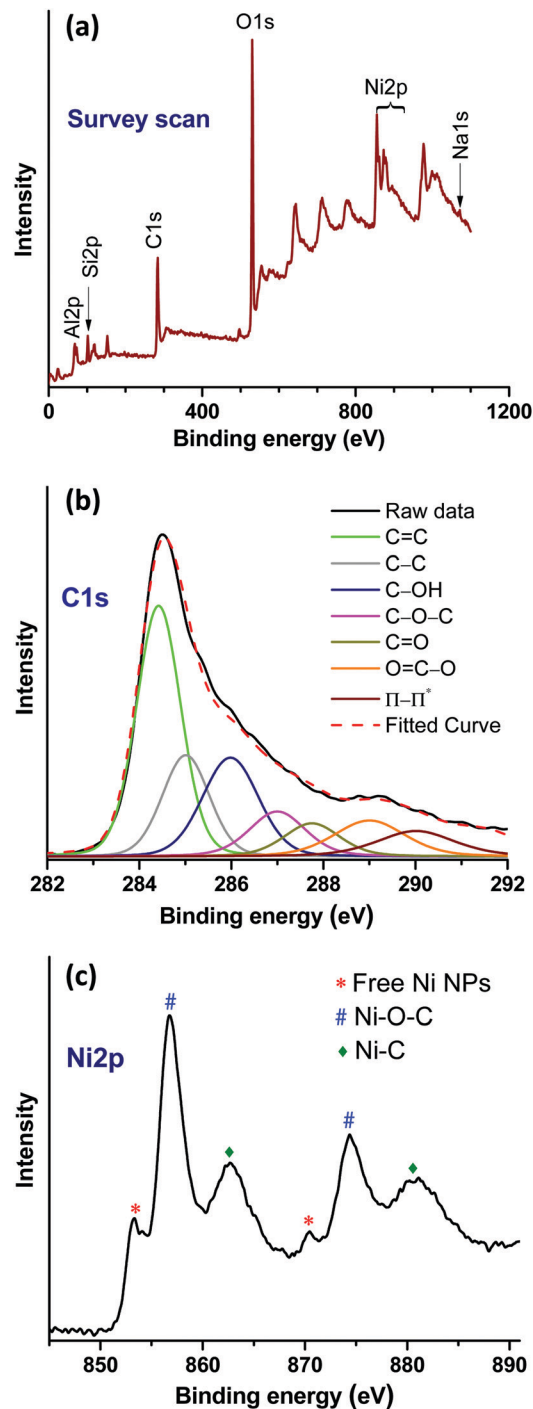 (a)
Survey scan
Al2p
Si2p
C1s
O1s
Ni2p
Na1s
Intensity
0 400 800 1200
Binding energy (eV)
(b)
C1s
Raw data
C=C
C–C
C–OH
C–O–C
C=O
O=C–O
Π–Π*
Fitted Curve
Intensity
282 284 286 288 290 292
Binding energy (eV)
(c)
Ni2p
* Free Ni NPs
# Ni-O-C
♦ Ni-C
#
#
♦
♦
*
*
Intensity
850 860 870 880 890
Binding energy (eV)